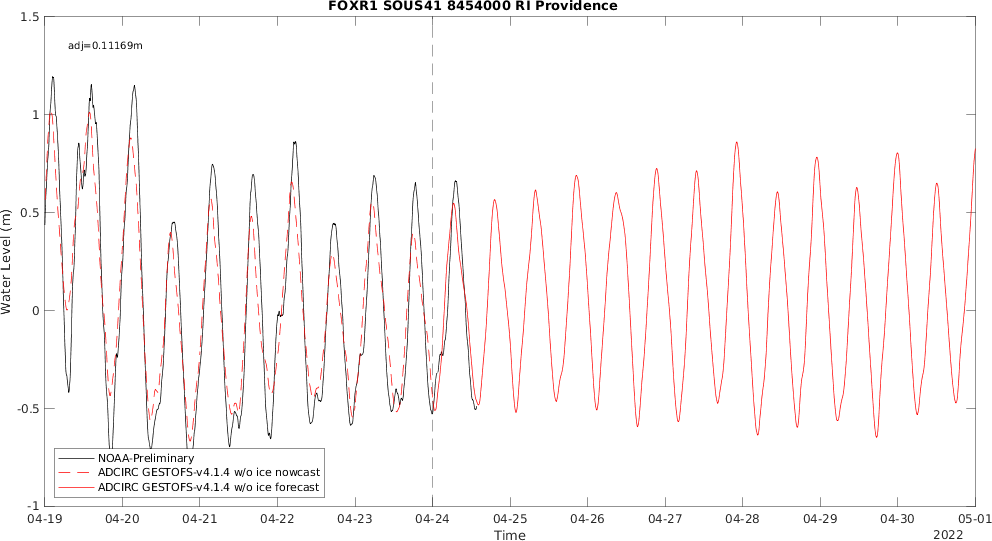 FOXR1 SOUS41 8454000 RI Providence
1.5
adj=0.11169m
1
0.5
0
-0.5
-1
Water Level (m)
NOAA-Preliminary
ADCIRC GESTOFS-v4.1.4 w/o ice nowcast
ADCIRC GESTOFS-v4.1.4 w/o ice forecast
04-19 04-20 04-21 04-22 04-23 04-24 04-25 04-26 04-27 04-28 04-29 04-30 05-01
Time
2022